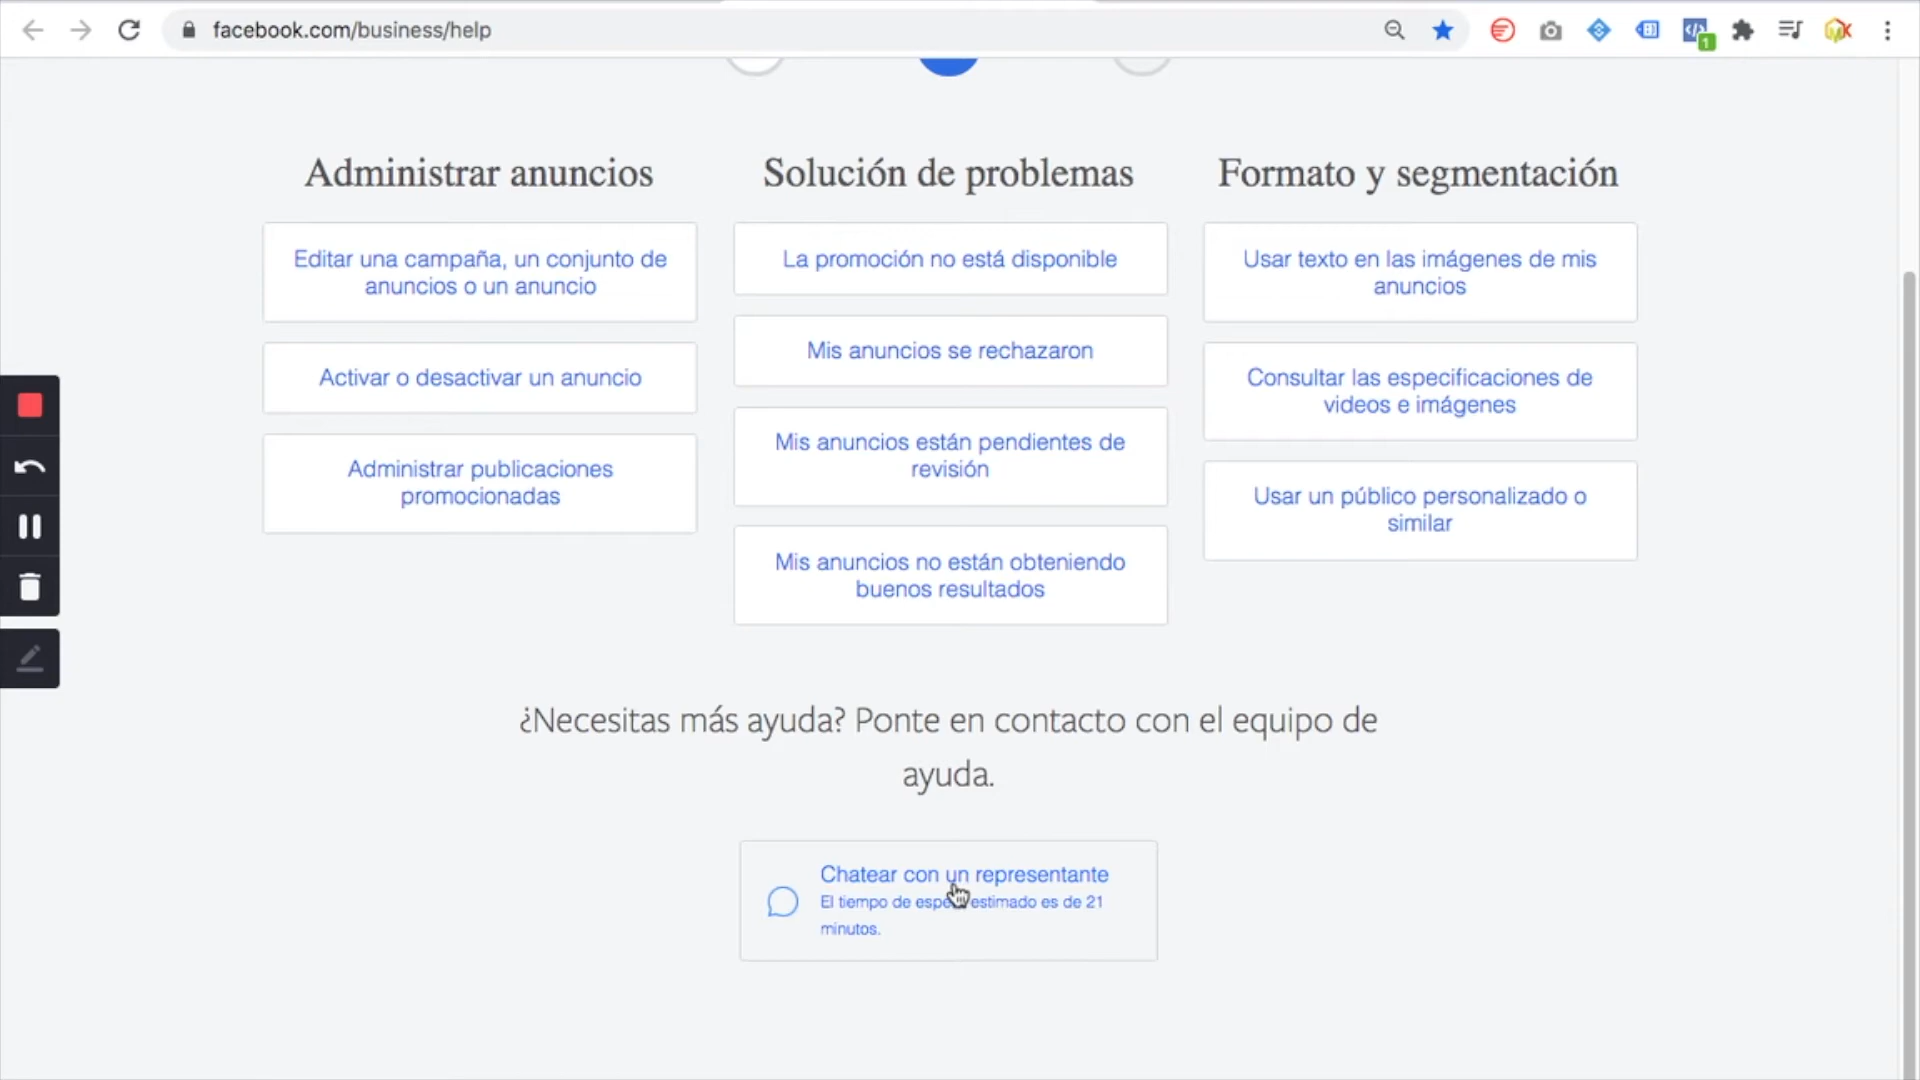 facebook.com/business/help
1
Administrar anuncios
Editar una campaña, un conjunto de
anuncios o un anuncio
Activar o desactivar un anuncio
Administrar publicaciones
promocionadas
Solución de problemas
La promoción no está disponible
Mis anuncios se rechazaron
Mis anuncios están pendientes de
revisión
Mis anuncios no están obteniendo
buenos resultados
Formato y segmentación
Usar texto en las imágenes de mis
anuncios
Consultar las especificaciones de
videos e imágenes
Usar un público personalizado o
similar
¿Necesitas más ayuda? Ponte en contacto con el equipo de
ayuda.
Chatear con un representante
El tiempo de espera estimado es de 21
minutos.